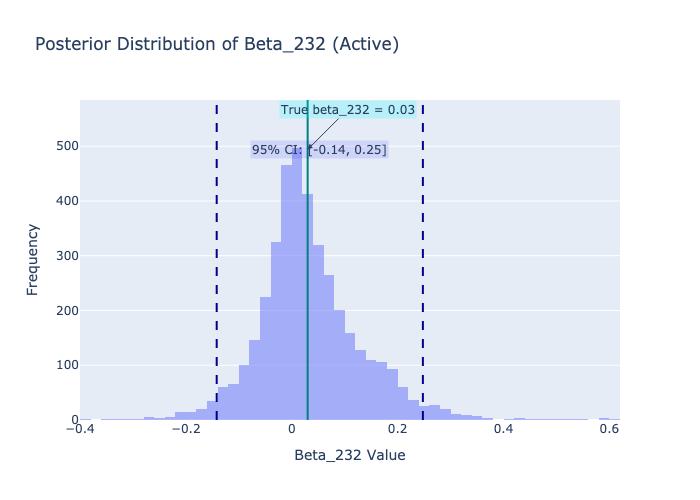 Posterior Distribution of Beta_232 (Active)
True beta_232 = 0.03
95% CI: [-0.14, 0.25]
500
400
300
200
100
0
Frequency
−0.4
−0.2
0
0.2
0.4
0.6
Beta_232 Value